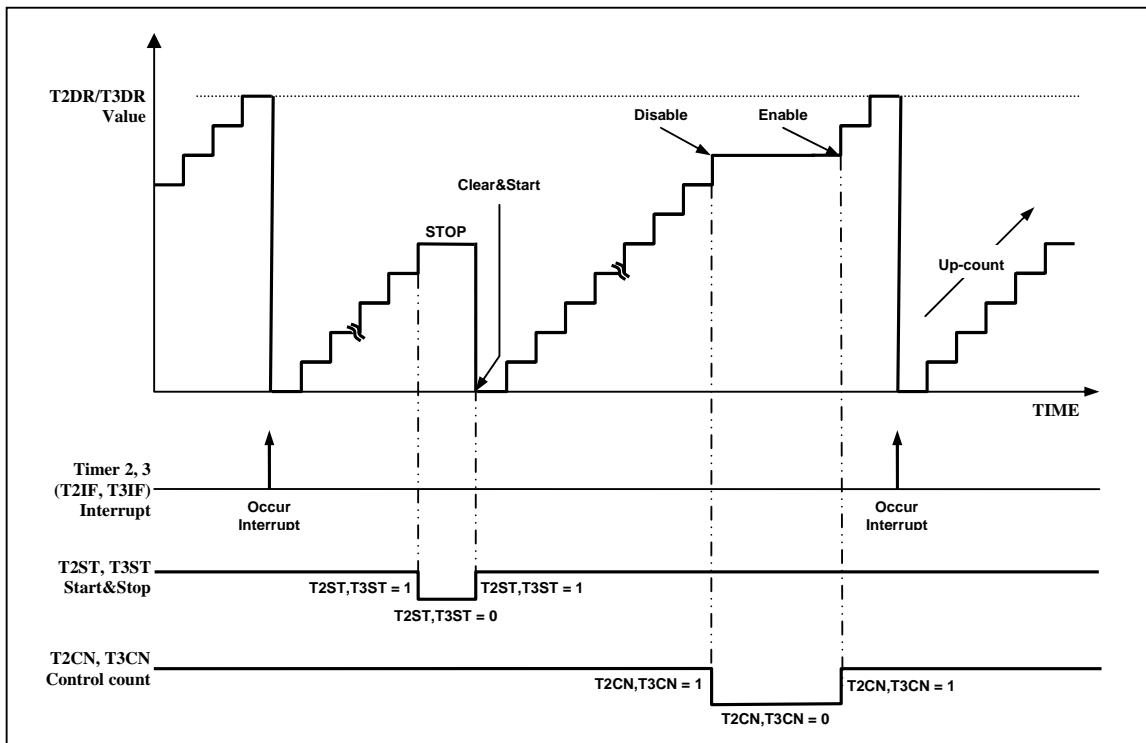 T2DR/T3DR
Value
Disable
Enable
Clear&Start
STOP
Up-count
TIME
Timer 2, 3
(T2IF, T3IF)
Interrupt
Occur
Interrupt
Occur
Interrupt
T2ST, T3ST
Start&Stop
T2ST,T3ST = 1
T2ST,T3ST = 1
T2ST,T3ST = 0
T2CN, T3CN
Control count
T2CN,T3CN = 1
T2CN,T3CN = 1
T2CN,T3CN = 0